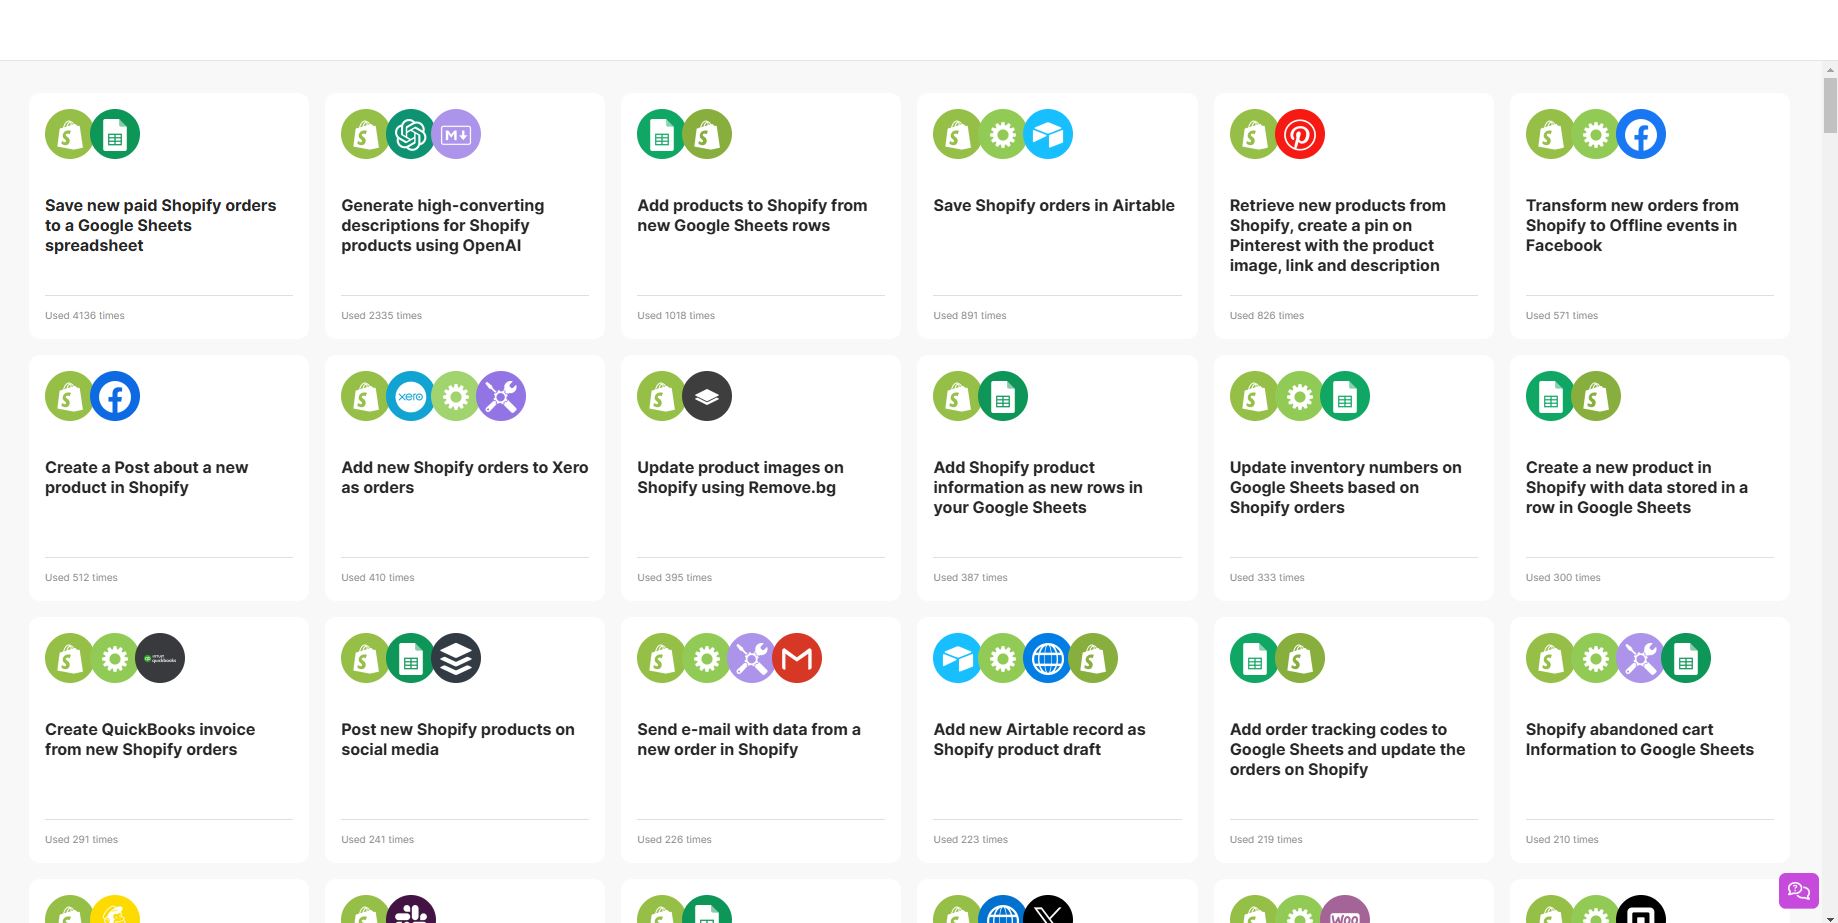 Save new paid Shopify orders
to a Google Sheets
spreadsheet
Used 4136 times
Generate high-converting
descriptions for Shopify
products using OpenAI
Used 2335 times
Add products to Shopify from
new Google Sheets rows
Used 1018 times
Save Shopify orders in Airtable
Used 891 times
Retrieve new products from
Shopify, create a pin on
Pinterest with the product
image, link and description
Used 826 times
Transform new orders from
Shopify to Offline events in
Facebook
Used 571 times
Create a Post about a new
product in Shopify
Used 512 times
xero
Add new Shopify orders to Xero
as orders
Used 410 times
Update product images on
Shopify using Remove.bg
Used 395 times
Add Shopify product
information as new rows in
your Google Sheets
Used 387 times
Update inventory numbers on
Google Sheets based on
Shopify orders
Used 333 times
Create a new product in
Shopify with data stored in a
row in Google Sheets
Used 300 times
quickbooks
Create QuickBooks invoice
from new Shopify orders
Used 291 times
Post new Shopify products on
social media
Used 241 times
Send e-mail with data from a
new order in Shopify
Used 226 times
Add new Airtable record as
Shopify product draft
Used 223 times
Add order tracking codes to
Google Sheets and update the
orders on Shopify
Used 219 times
Shopify abandoned cart
Information to Google Sheets
Used 210 times
WOO